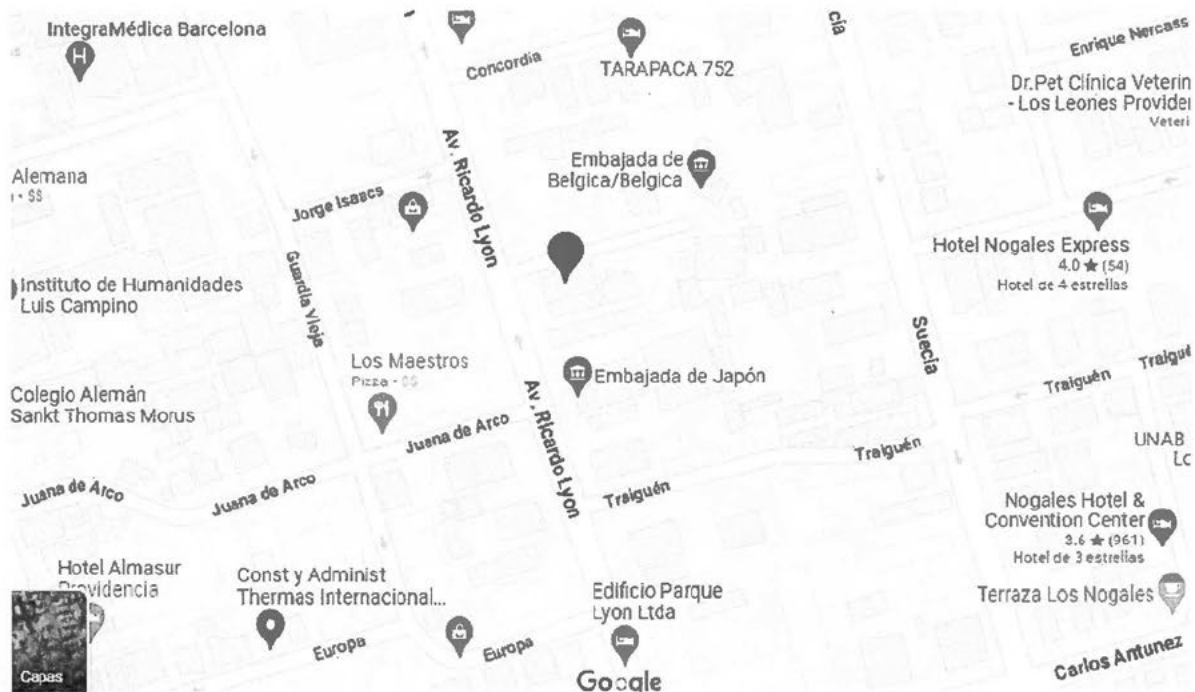 IntegraMédica Barcelona
Concordia
TARAPACA 752
cía
Enrique
Dr.Pet Clínica Veterin
- Los Leones Provider
Veteri
Av. Ricardo Lyon
Embajada de
Belgica/Belgica
Alemana
- $$
Jorge Isaacs
Hotel Nogales Express
4.0 ★ (54)
Hotel de 4 estrellas
Guardia Vieja
Instituto de Humanidades
Luis Campino
Suecia
Los Maestros
Pizza - $$
Embajada de Japón
Traiguén
Traigué
Colegio Alemán
Sankt Thomas Morus
Av. Ricardo Lyon
Juana de Arco
Traiguén
UNAB
Lc
Juana de Arco
Juana de Arco
Traiguén
Nogales Hotel &
Convention Center
3.6 ★ (961)
Hotel de 3 estrellas
Hotel Almasur
Providencia
Const y Administ
Thermas Internacional...
Edificio Parque
Lyon Ltda
Terraza Los Nogales
Europa
Europa
Carlos Antunez
Capas
Google